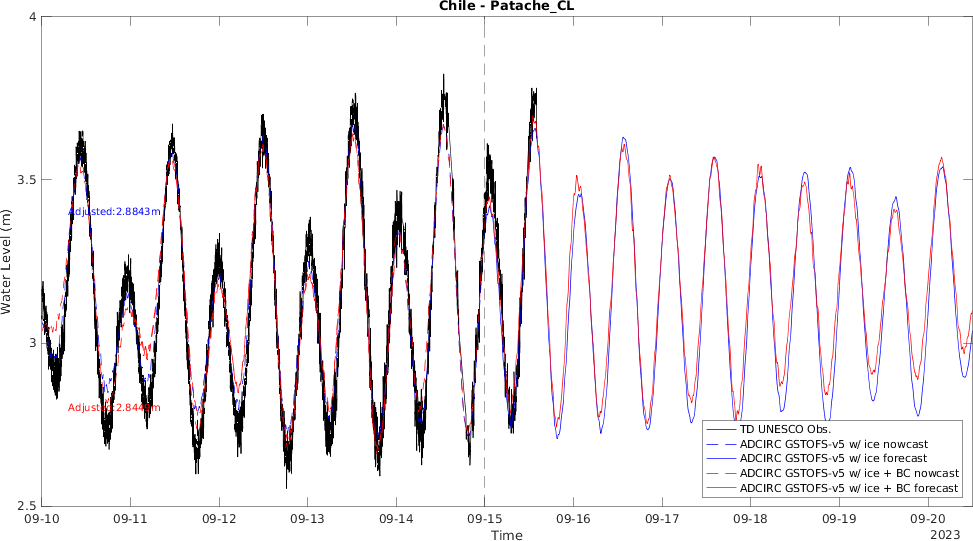 Chile - Patache_CL
Water Level (m)
4
3.5
3
2.5
Adjusted:2.8843m
TD UNESCO Obs.
ADCIRC GSTOFS-v5 w/ ice nowcast
ADCIRC GSTOFS-v5 w/ ice forecast
ADCIRC GSTOFS-v5 w/ ice + BC nowcast
ADCIRC GSTOFS-v5 w/ ice + BC forecast
09-10 09-11 09-12 09-13 09-14 09-15 09-16 09-17 09-18 09-19 09-20
Time
2023